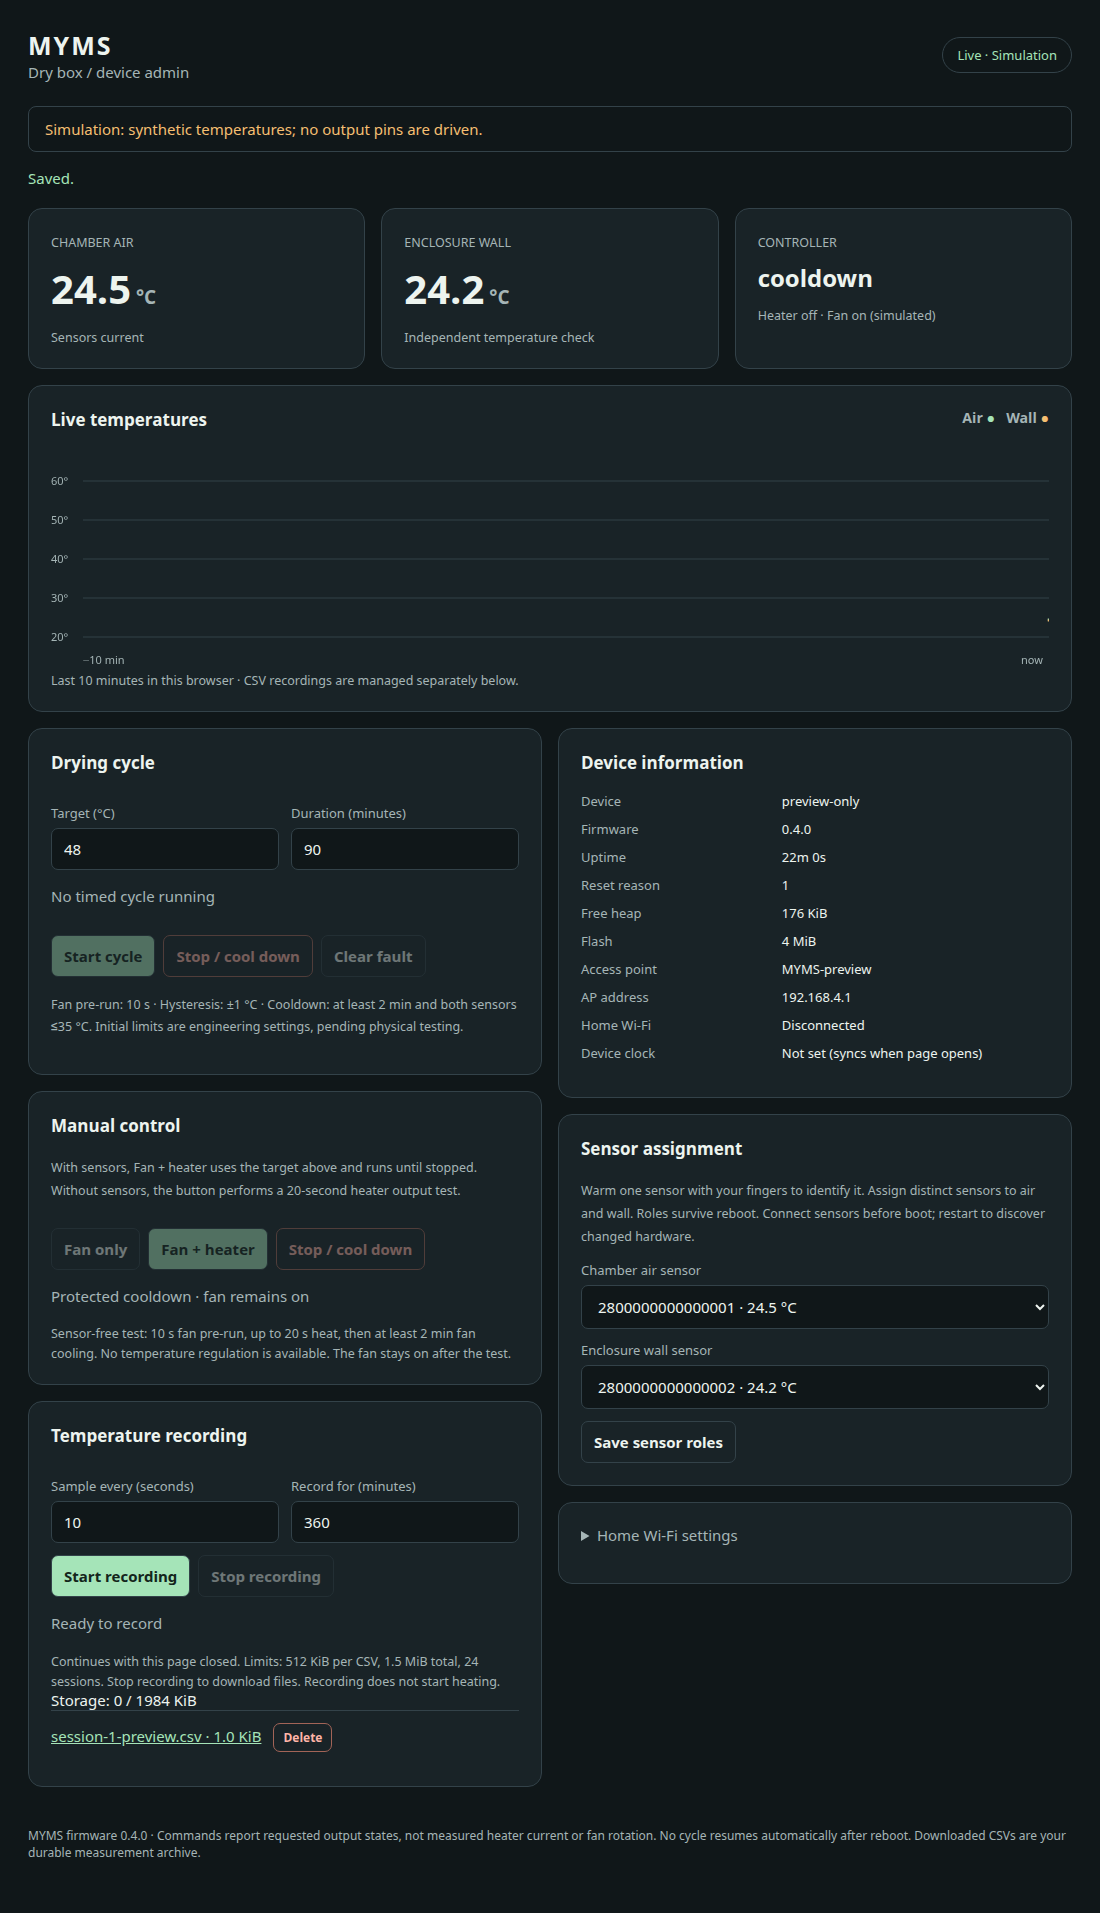 MYMS
Dry box / device admin
Live · Simulation
Simulation: synthetic temperatures; no output pins are driven.
Saved.
CHAMBER AIR
24.5 °C
Sensors current
ENCLOSURE WALL
24.2 °C
Independent temperature check
CONTROLLER
cooldown
Heater off · Fan on (simulated)
Live temperatures
Air ● Wall ●
60°
50°
40°
30°
20°
−10 min
now
Last 10 minutes in this browser · CSV recordings are managed separately below.
Drying cycle
Target (°C)
Duration (minutes)
48
90
No timed cycle running
Start cycle
Stop / cool down
Clear fault
Fan pre-run: 10 s · Hysteresis: ±1 °C · Cooldown: at least 2 min and both sensors
≤35 °C. Initial limits are engineering settings, pending physical testing.
Manual control
With sensors, Fan + heater uses the target above and runs until stopped.
Without sensors, the button performs a 20-second heater output test.
Fan only
Fan + heater
Stop / cool down
Protected cooldown · fan remains on
Sensor-free test: 10 s fan pre-run, up to 20 s heat, then at least 2 min fan
cooling. No temperature regulation is available. The fan stays on after the test.
Temperature recording
Sample every (seconds)
Record for (minutes)
10
360
Start recording
Stop recording
Ready to record
Continues with this page closed. Limits: 512 KiB per CSV, 1.5 MiB total, 24
sessions. Stop recording to download files. Recording does not start heating.
Storage: 0 / 1984 KiB
session-1-preview.csv · 1.0 KiB
Delete
Device information
Device preview-only
Firmware 0.4.0
Uptime 22m 0s
Reset reason 1
Free heap 176 KiB
Flash 4 MiB
Access point MYMS-preview
AP address 192.168.4.1
Home Wi-Fi Disconnected
Device clock Not set (syncs when page opens)
Sensor assignment
Warm one sensor with your fingers to identify it. Assign distinct sensors to air
and wall. Roles survive reboot. Connect sensors before boot; restart to discover
changed hardware.
Chamber air sensor
2800000000000001 · 24.5 °C
Enclosure wall sensor
2800000000000002 · 24.2 °C
Save sensor roles
▶ Home Wi-Fi settings
MYMS firmware 0.4.0 · Commands report requested output states, not measured heater current or fan rotation. No cycle resumes automatically after reboot. Downloaded CSVs are your
durable measurement archive.